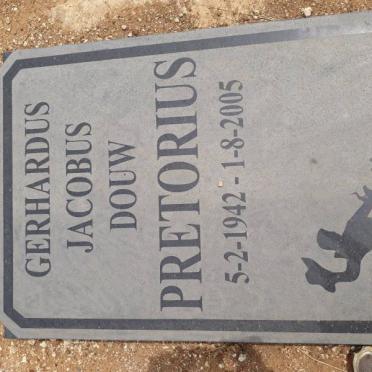 GERHARDUS
JACOBUS
DOUW
PRETORIUS
5-2-1942 - 1-8-2005